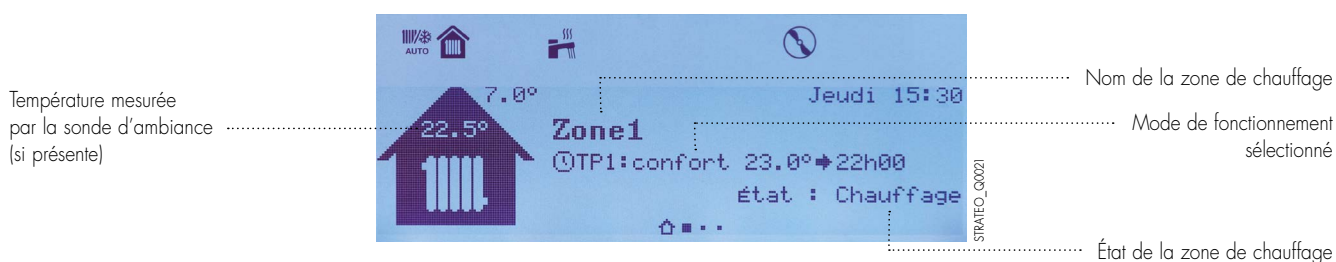 AUTO
Température mesurée
par la sonde d'ambiance
(si présente)
7.0°
22.5°
Jeudi 15:30
Zone1
TP1:confort 23.0°➔22h00
État : Chauffage
STRATEO_Q0021
Nom de la zone de chauffage
Mode de fonctionnement
sélectionné
État de la zone de chauffage